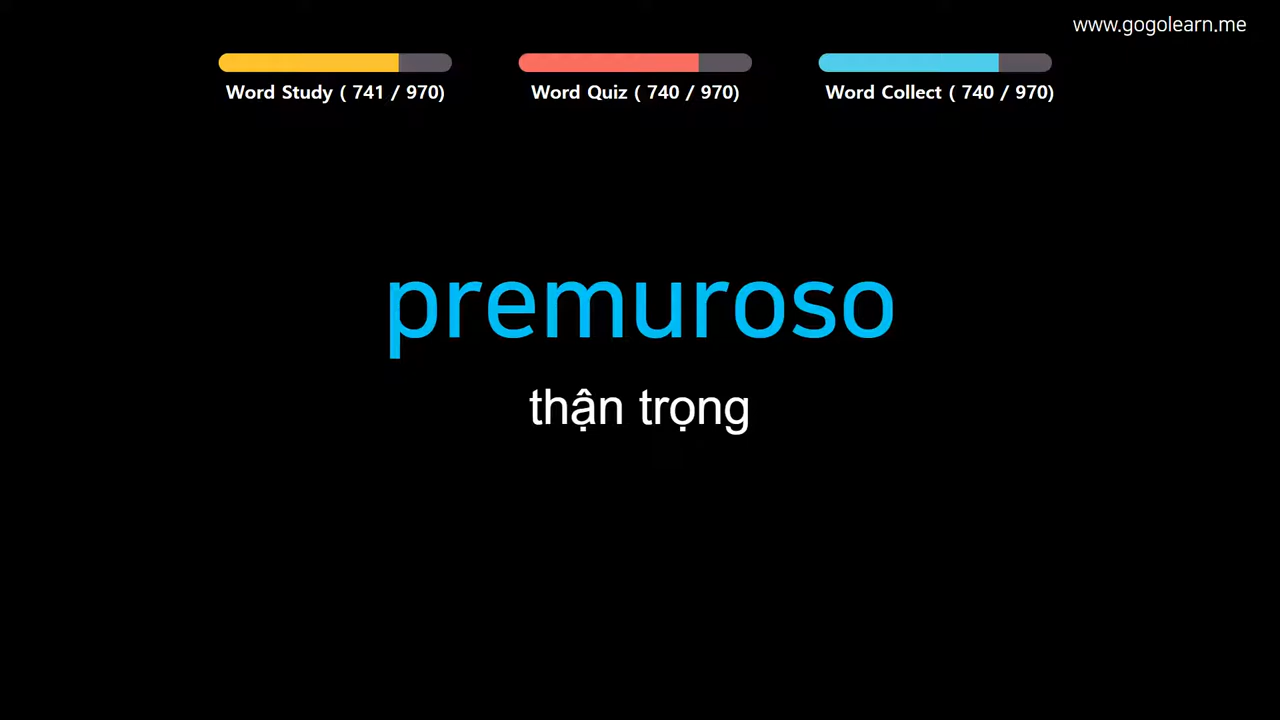 www.gogolearn.me
Word Study ( 741 / 970)
Word Quiz ( 740 / 970)
Word Collect ( 740 / 970)
premuroso
thận trọng